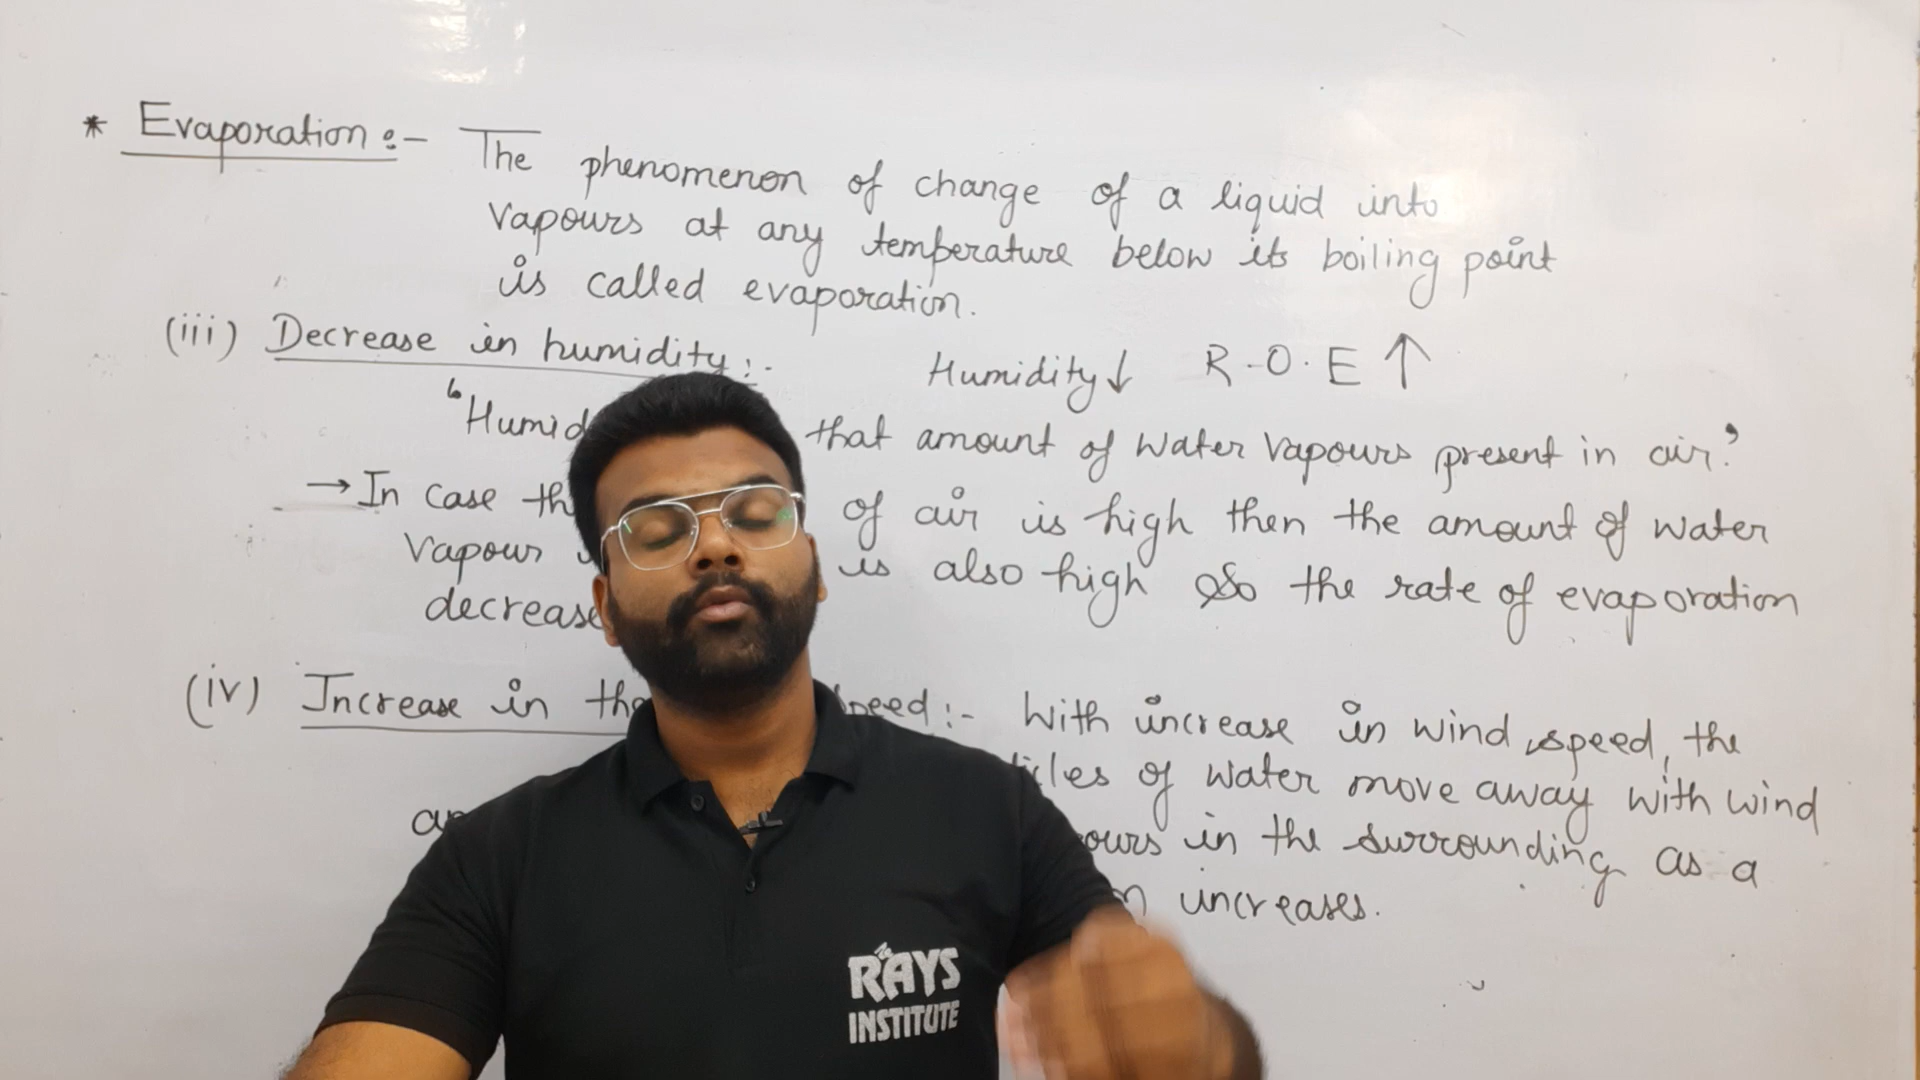 * Evaporation :- The phenomenon of change of a liquid into
vapours at any temperature below its boiling point
is called evaporation.
(iii) Decrease in humidity :- Humidity ↓ R.O.E ↑
"Humid that amount of water vapours present in air."
→ In case th of air is high then the amount of water
vapour is also high So the rate of evaporation
decrease
(iv) Increase in the speed :- With increase in wind speed, the
icles of water move away with wind
ours in the surrounding as a
increases.
RAYS
INSTITUTE